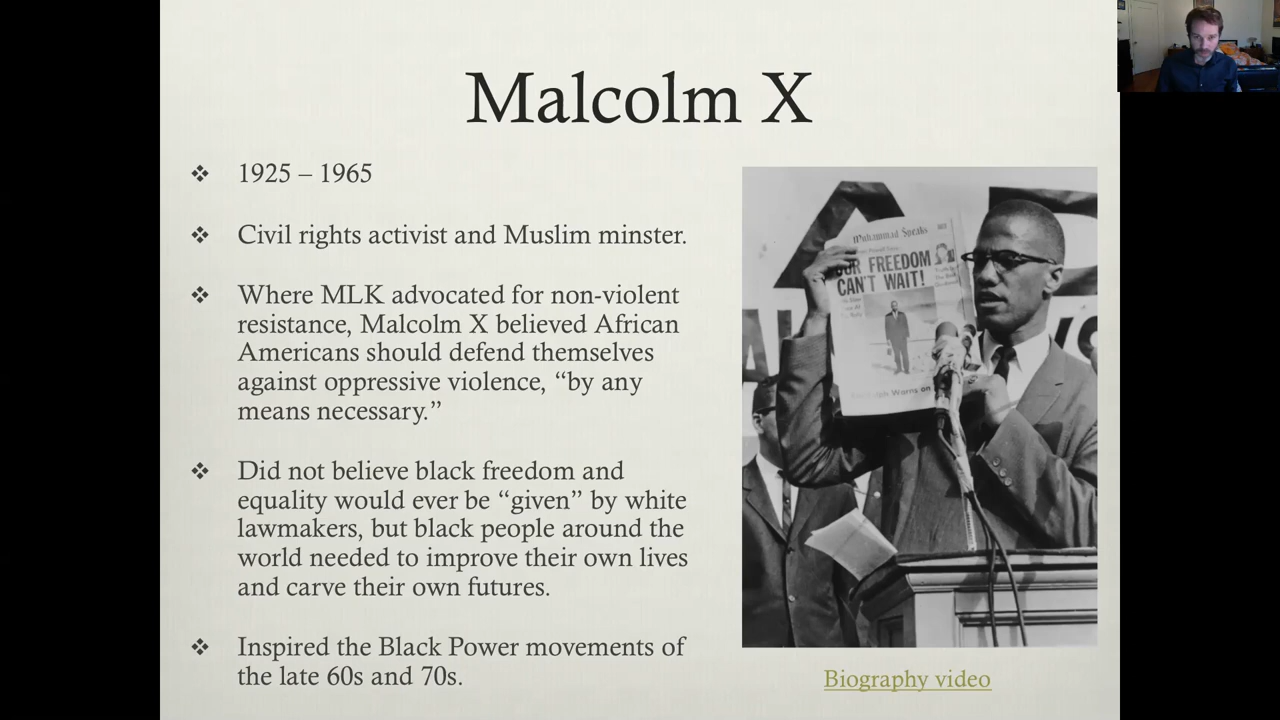 Malcolm X
1925 – 1965
Civil rights activist and Muslim minster.
Where MLK advocated for non-violent
resistance, Malcolm X believed African
Americans should defend themselves
against oppressive violence, “by any
means necessary.”
Did not believe black freedom and
equality would ever be “given” by white
lawmakers, but black people around the
world needed to improve their own lives
and carve their own futures.
Inspired the Black Power movements of
the late 60s and 70s.
Muhammad Speaks
OUR FREEDOM
CAN'T WAIT!
Warns on
Biography video